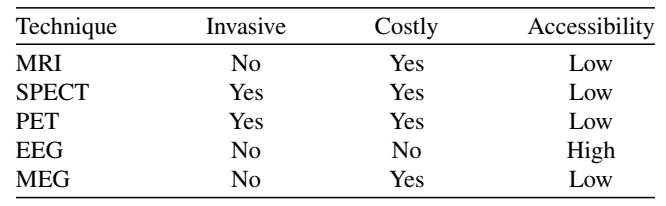 Technique Invasive Costly Accessibility
MRI No Yes Low
SPECT Yes Yes Low
PET Yes Yes Low
EEG No No High
MEG No Yes Low